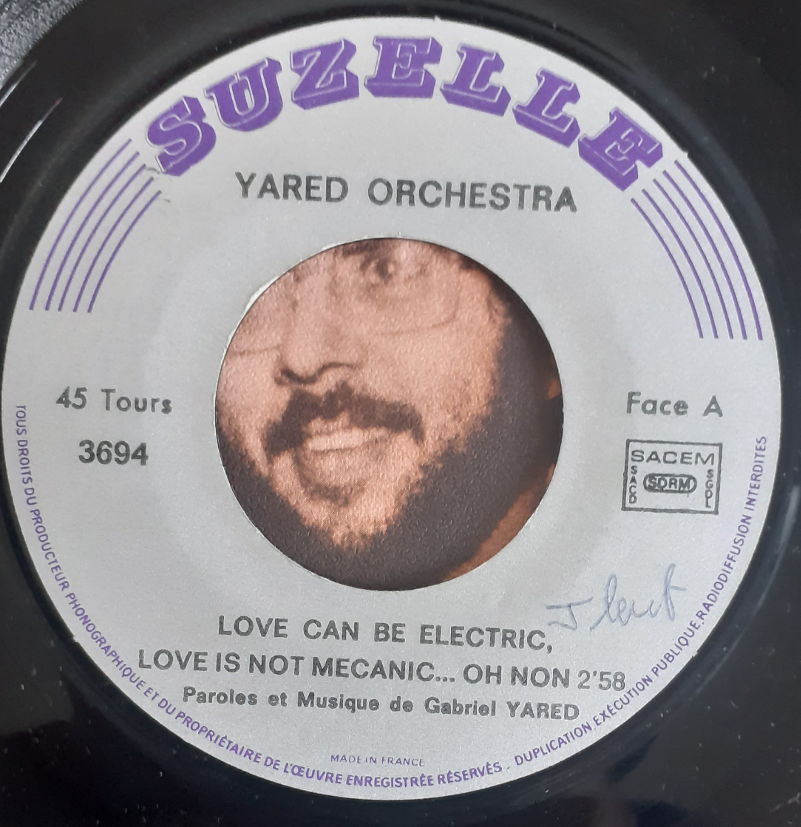 SUZELLE
YARED ORCHESTRA
45 Tours
3694
Face A
SACEM
SACD
SDRM
SGDL
LOVE CAN BE ELECTRIC,
LOVE IS NOT MECANIC... OH NON 2'58
Paroles et Musique de Gabriel YARED
MADE IN FRANCE
TOUS DROITS DU PRODUCTEUR PHONOGRAPHIQUE ET DU PROPRIÉTAIRE DE L'ŒUVRE ENREGISTRÉE RÉSERVÉS. DUPLICATION, EXÉCUTION PUBLIQUE, RADIODIFFUSION INTERDITES